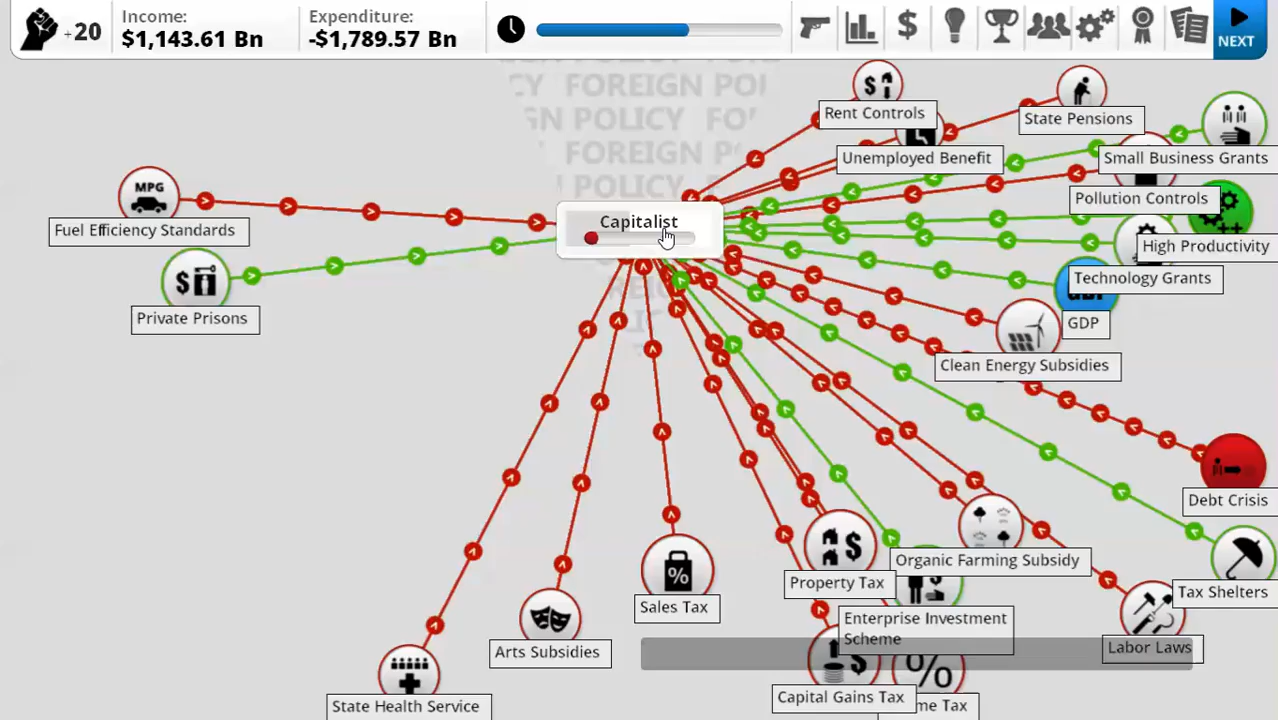 Income:
Expenditure:
+20
$1,143.61 Bn
-$1,789.57 Bn
NEXT
CY FOREIGN POL
GN POLICY FO
FOREIGN P
POLICY
Rent Controls
State Pensions
Unemployed Benefit
Small Business Grants
MPG
Pollution Controls
Fuel Efficiency Standards
Capitalist
High Productivity
Technology Grants
Private Prisons
GDP
Clean Energy Subsidies
Debt Crisis
Organic Farming Subsidy
Property Tax
Tax Shelters
Sales Tax
Enterprise Investment
Scheme
Arts Subsidies
Labor Laws
Capital Gains Tax
me Tax
State Health Service